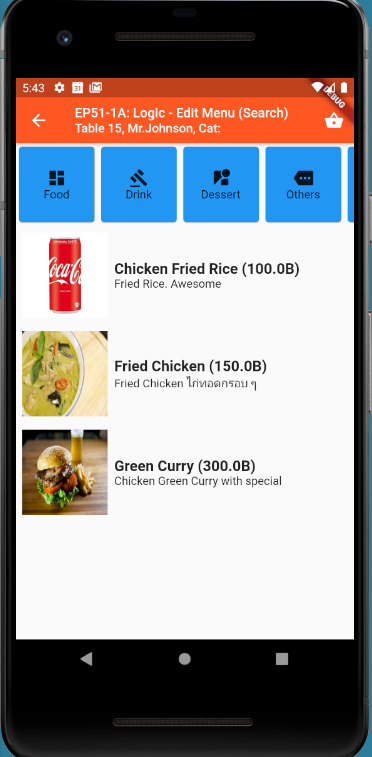 5:43
31
DEBUG
EP51-1A: Logic - Edit Menu (Search)
Table 15, Mr.Johnson, Cat:
Food
Drink
Dessert
Others
Coca-Cola
Chicken Fried Rice (100.0B)
Fried Rice. Awesome
Fried Chicken (150.0B)
Fried Chicken ไก่ทอดกรอบ ๆ
Green Curry (300.0B)
Chicken Green Curry with special